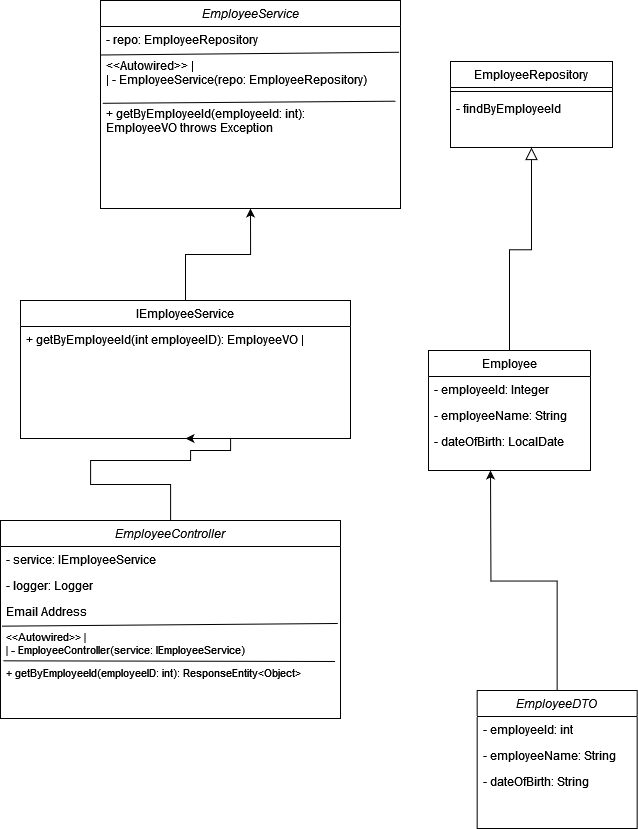 EmployeeService
- repo: EmployeeRepository
<<Autowired>> |
| - EmployeeService(repo: EmployeeRepository)
+ getByEmployeeId(employeeId: int):
EmployeeVO throws Exception
EmployeeRepository
- findByEmployeeId
IEmployeeService
+ getByEmployeeId(int employeeID): EmployeeVO |
Employee
- employeeId: Integer
- employeeName: String
- dateOfBirth: LocalDate
EmployeeController
- service: IEmployeeService
- logger: Logger
Email Address
<<Autowired>> |
| - EmployeeController(service: IEmployeeService)
+ getByEmployeeId(employeeID: int): ResponseEntity<Object>
EmployeeDTO
- employeeId: int
- employeeName: String
- dateOfBirth: String